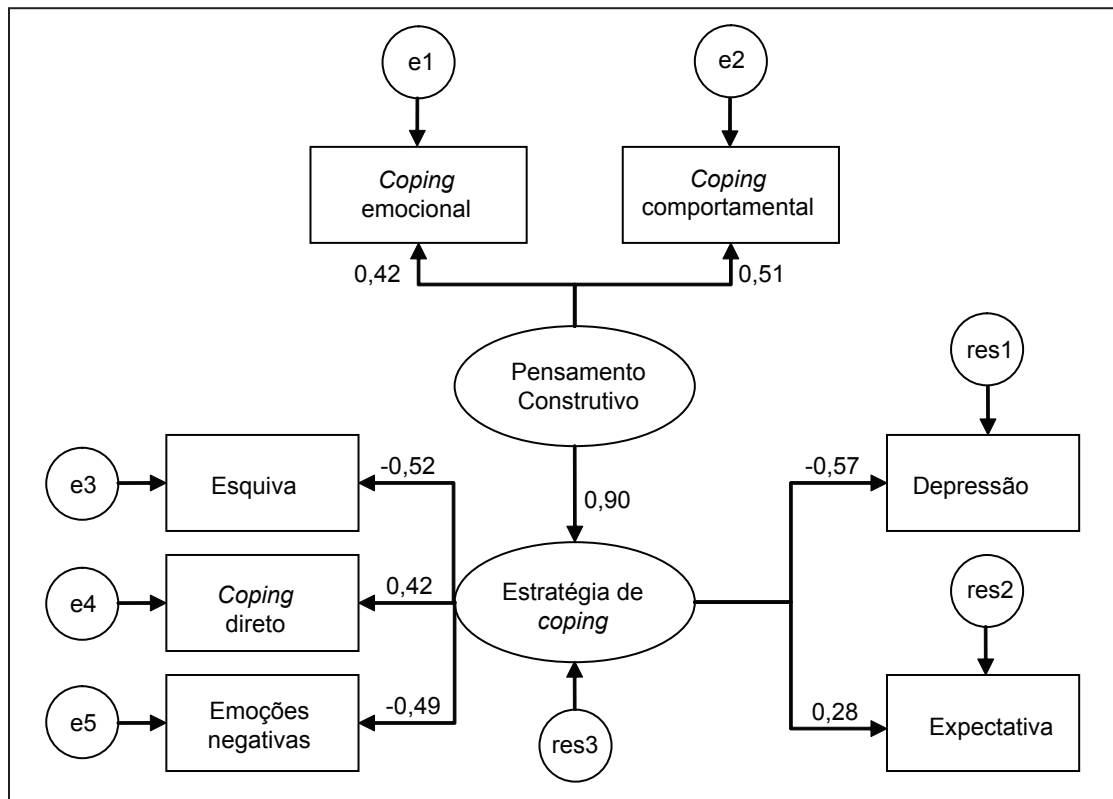 e1
e2
Coping
emocional
Coping
comportamental
0,42
0,51
Pensamento
Construtivo
res1
e3
Esquiva
-0,52
0,90
-0,57
Depressão
e4
Coping
direto
0,42
Estratégia de
coping
res2
e5
Emoções
negativas
-0,49
res3
0,28
Expectativa